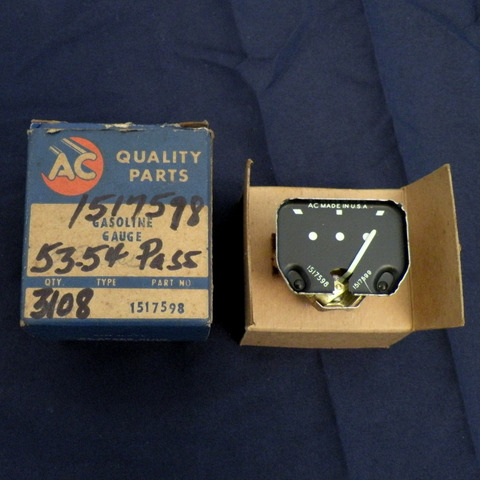 AC
QUALITY
PARTS
1517598
GASOLINE
GAUGE
53-54 Pass
QTY TYPE PART NO
3108
1517598
AC MADE IN U.S.A.
1517598
1517599